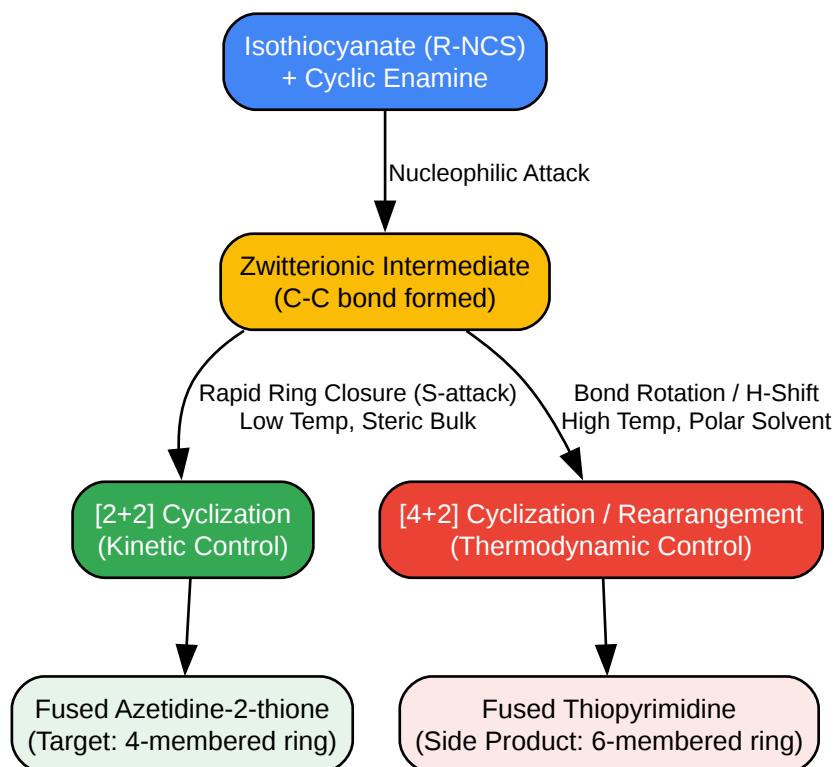 Isothiocyanate (R-NCS)
+ Cyclic Enamine
Nucleophilic Attack
Zwitterionic Intermediate
(C-C bond formed)
Rapid Ring Closure (S-attack)
Low Temp, Steric Bulk
Bond Rotation / H-Shift
High Temp, Polar Solvent
[2+2] Cyclization
(Kinetic Control)
[4+2] Cyclization / Rearrangement
(Thermodynamic Control)
Fused Azetidine-2-thione
(Target: 4-membered ring)
Fused Thiopyrimidine
(Side Product: 6-membered ring)